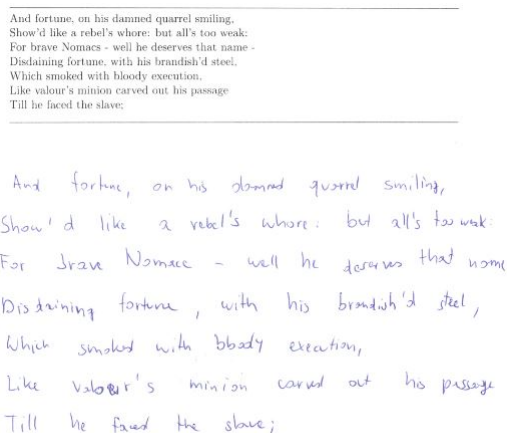 And fortune, on his damned quarrel smiling,
Show'd like a rebel's whore: but all's too weak:
For brave Nomacs - well he deserves that name -
Disdaining fortune, with his brandish'd steel,
Which smoked with bloody execution,
Like valour's minion carved out his passage
Till he faced the slave;
And fortune, on his damned quarrel smiling,
Show'd like a rebel's whore: but all's too weak:
For brave Nomace - well he deserves that name
Disdaining fortune, with his brandish'd steel,
Which smoked with bloody execution,
Like valour's minion carved out his passage
Till he faced the slave;